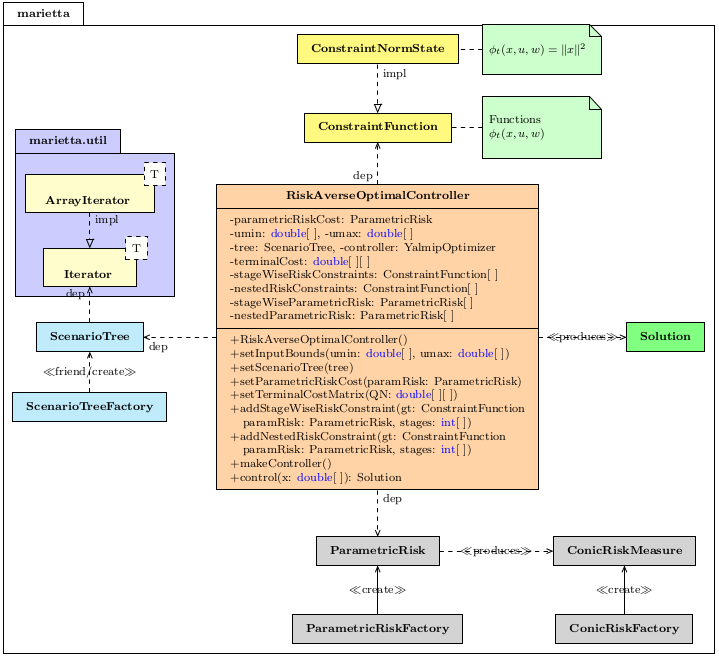 marietta
ConstraintNormState
ϕt(x, u, w) = ||x||²
impl
Functions
ϕt(x, u, w)
ConstraintFunction
dep
marietta.util
T
ArrayIterator
impl
T
Iterator
dep
ScenarioTree
dep
≪friend/create≫
ScenarioTreeFactory
RiskAverseOptimalController
-parametricRiskCost: ParametricRisk
-umin: double[ ], -umax: double[ ]
-tree: ScenarioTree, -controller: YalmipOptimizer
-terminalCost: double[ ][ ]
-stageWiseRiskConstraints: ConstraintFunction[ ]
-nestedRiskConstraints: ConstraintFunction[ ]
-stageWiseParametricRisk: ParametricRisk[ ]
-nestedParametricRisk: ParametricRisk[ ]
+RiskAverseOptimalController()
+setInputBounds(umin: double[ ], umax: double[ ])
+setScenarioTree(tree)
+setParametricRiskCost(paramRisk: ParametricRisk)
+setTerminalCostMatrix(QN: double[ ][ ])
+addStageWiseRiskConstraint(gt: ConstraintFunction
paramRisk: ParametricRisk, stages: int[ ])
+addNestedRiskConstraint(gt: ConstraintFunction
paramRisk: ParametricRisk, stages: int[ ])
+makeController()
+control(x: double[ ]): Solution
≪produces≫
Solution
dep
ParametricRisk
≪produces≫
ConicRiskMeasure
≪create≫
≪create≫
ParametricRiskFactory
ConicRiskFactory